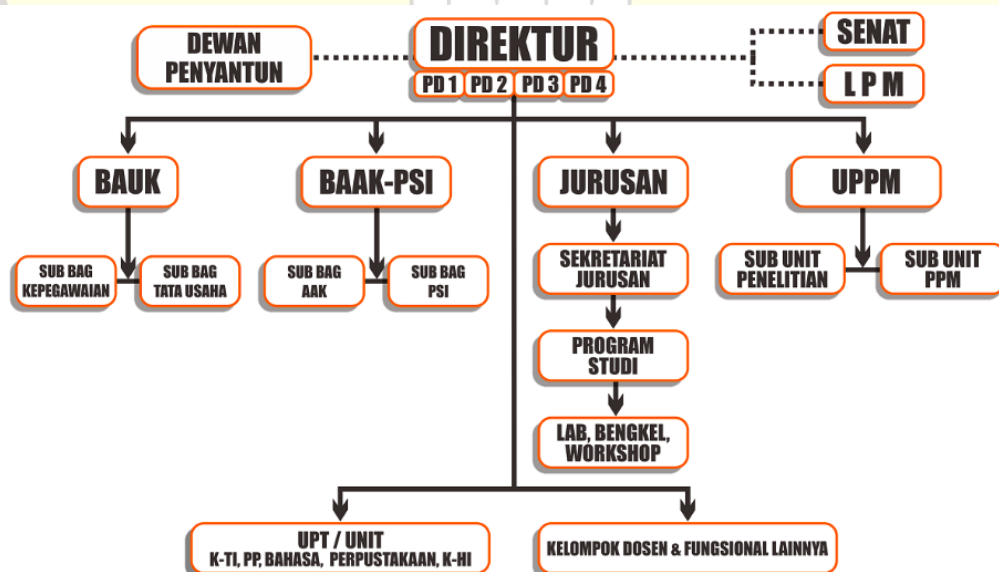 DEWAN
PENYANTUN
DIREKTUR
PD 1 PD 2 PD 3 PD 4
SENAT
L P M
BAUK
BAAK-PSI
JURUSAN
UPPM
SUB BAG
KEPEGAWAIAN
SUB BAG
TATA USAHA
SUB BAG
AAK
SUB BAG
PSI
SEKRETARIAT
JURUSAN
SUB UNIT
PENELITIAN
SUB UNIT
PPM
PROGRAM
STUDI
LAB, BENGKEL,
WORKSHOP
UPT / UNIT
K-TI, PP, BAHASA, PERPUSTAKAAN, K-HI
KELOMPOK DOSEN & FUNGSIONAL LAINNYA